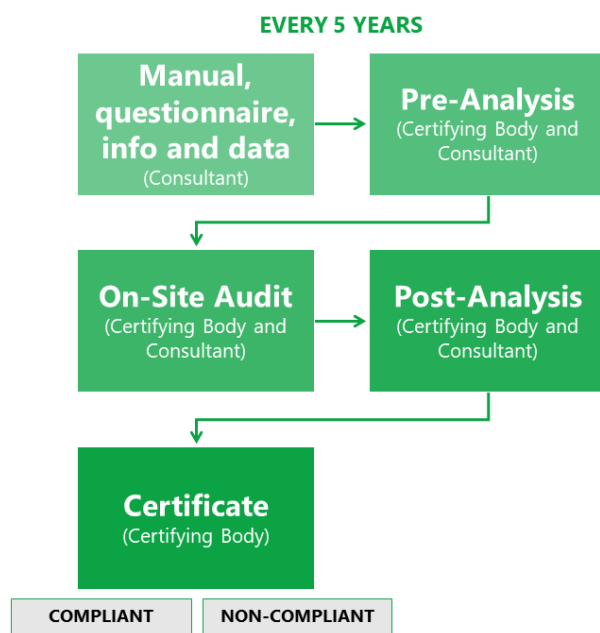 EVERY 5 YEARS
Manual,
questionnaire,
info and data
(Consultant)
Pre-Analysis
(Certifying Body and
Consultant)
On-Site Audit
(Certifying Body and
Consultant)
Post-Analysis
(Certifying Body and
Consultant)
Certificate
(Certifying Body)
COMPLIANT
NON-COMPLIANT